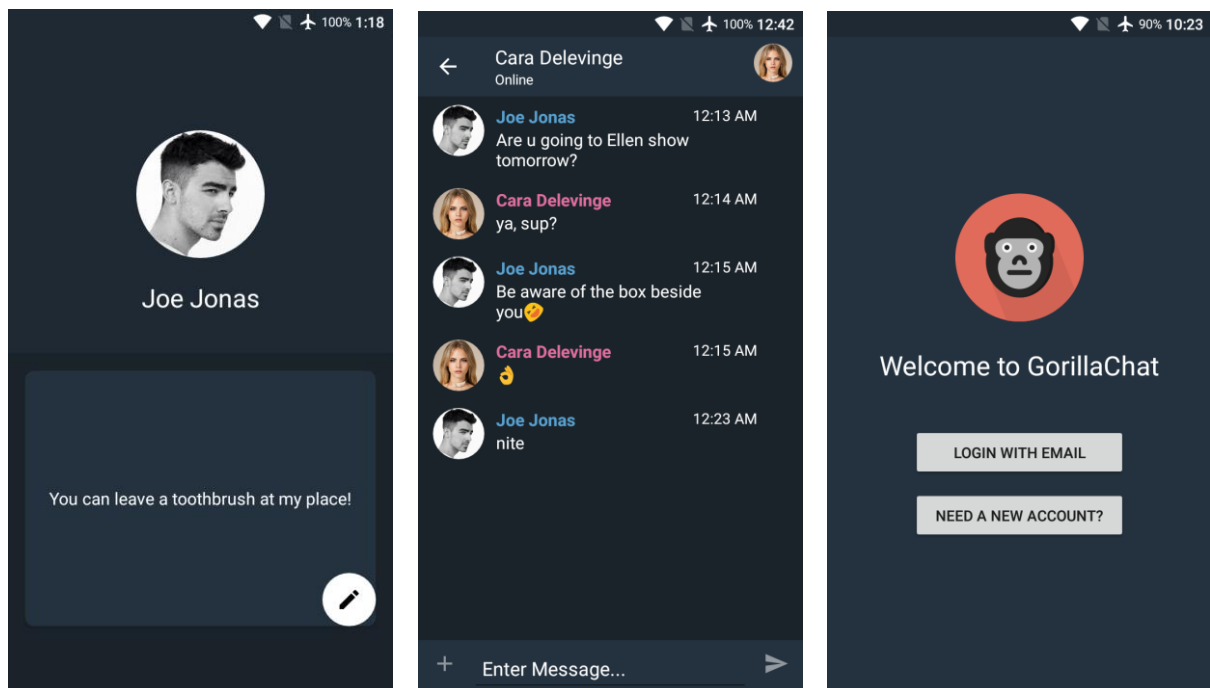 100% 1:18
Joe Jonas
You can leave a toothbrush at my place!
100% 12:42
Cara Delevinge
Online
Joe Jonas 12:13 AM
Are u going to Ellen show
tomorrow?
Cara Delevinge 12:14 AM
ya, sup?
Joe Jonas 12:15 AM
Be aware of the box beside
you🤣
Cara Delevinge 12:15 AM
👌
Joe Jonas 12:23 AM
nite
Enter Message...
90% 10:23
Welcome to GorillaChat
LOGIN WITH EMAIL
NEED A NEW ACCOUNT?